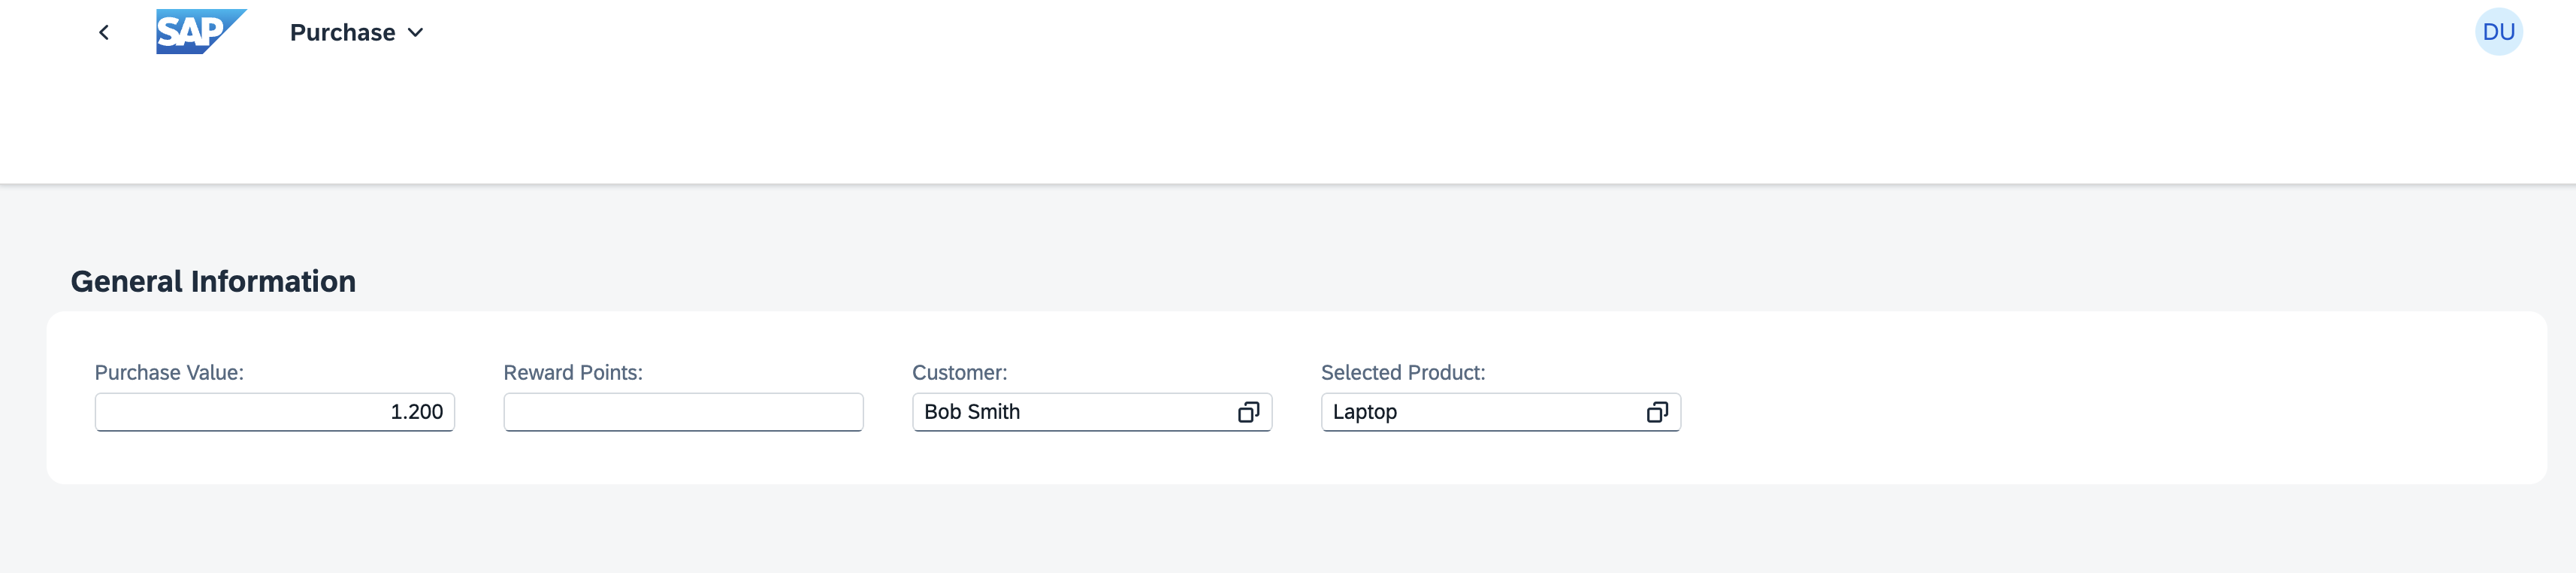 SAP
Purchase
DU
General Information
Purchase Value:
Reward Points:
Customer:
Selected Product:
1.200
Bob Smith
Laptop